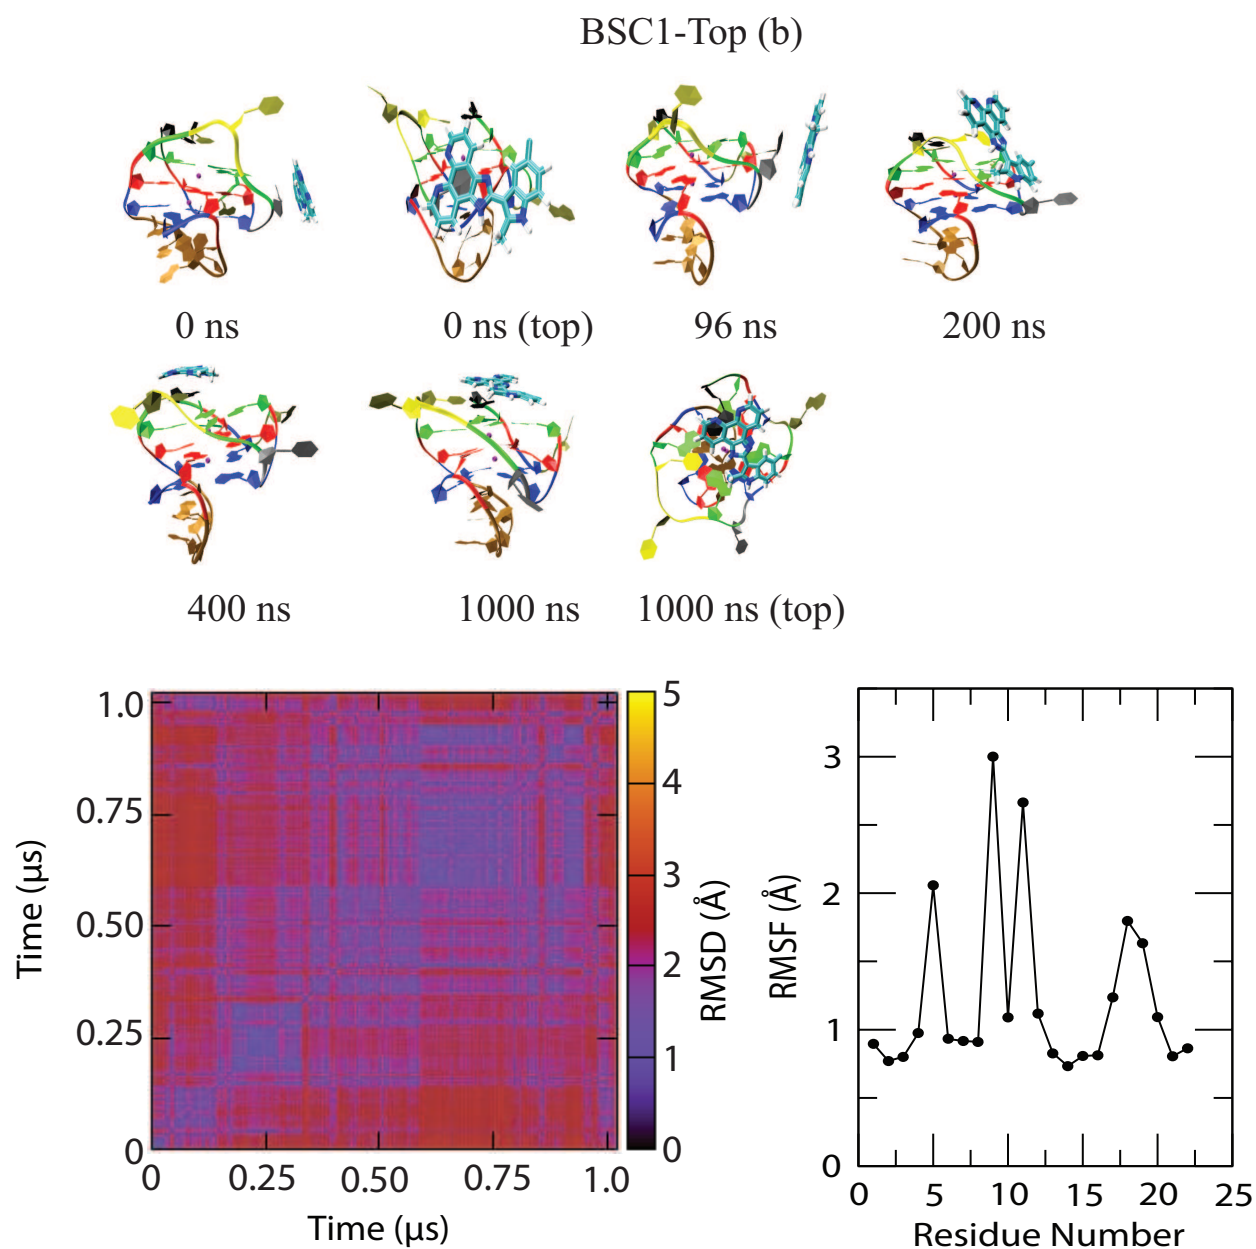 BSC1-Top (b)
0 ns
0 ns (top)
96 ns
200 ns
400 ns
1000 ns
1000 ns (top)
1.0
0.75
0.50
0.25
0
Time (µs)
0
0.25
0.50
0.75
1.0
Time (µs)
5
4
3
2
1
0
RMSD (Å)
3
2
1
0
RMSF (Å)
0
5
10
15
20
25
Residue Number